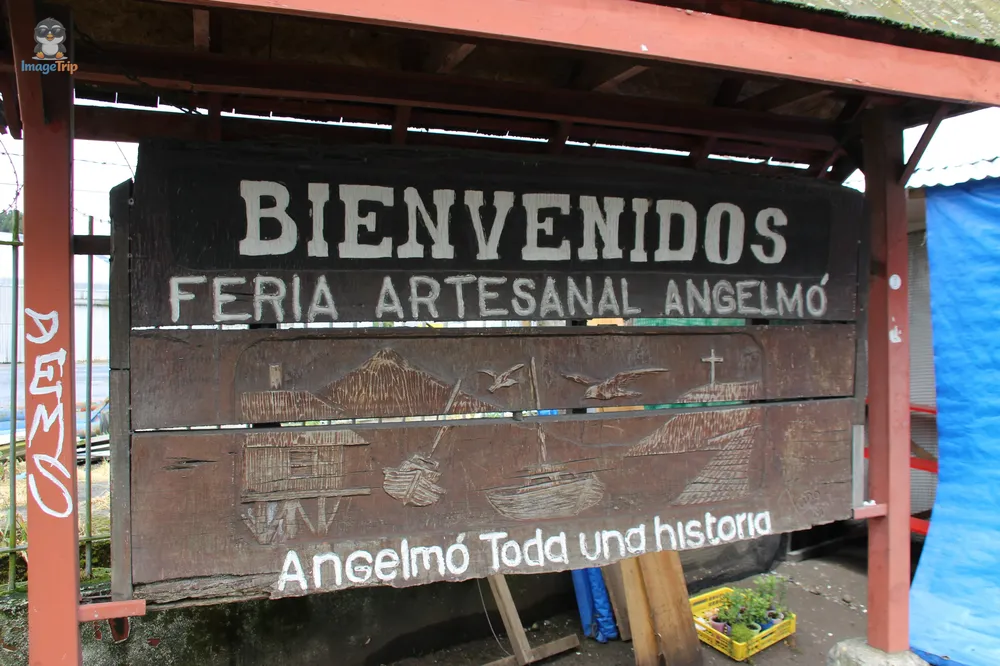 ImageTrip
BIENVENIDOS
FERIA ARTESANAL ANGELMÓ
Angelmó Toda una historia
DEMS